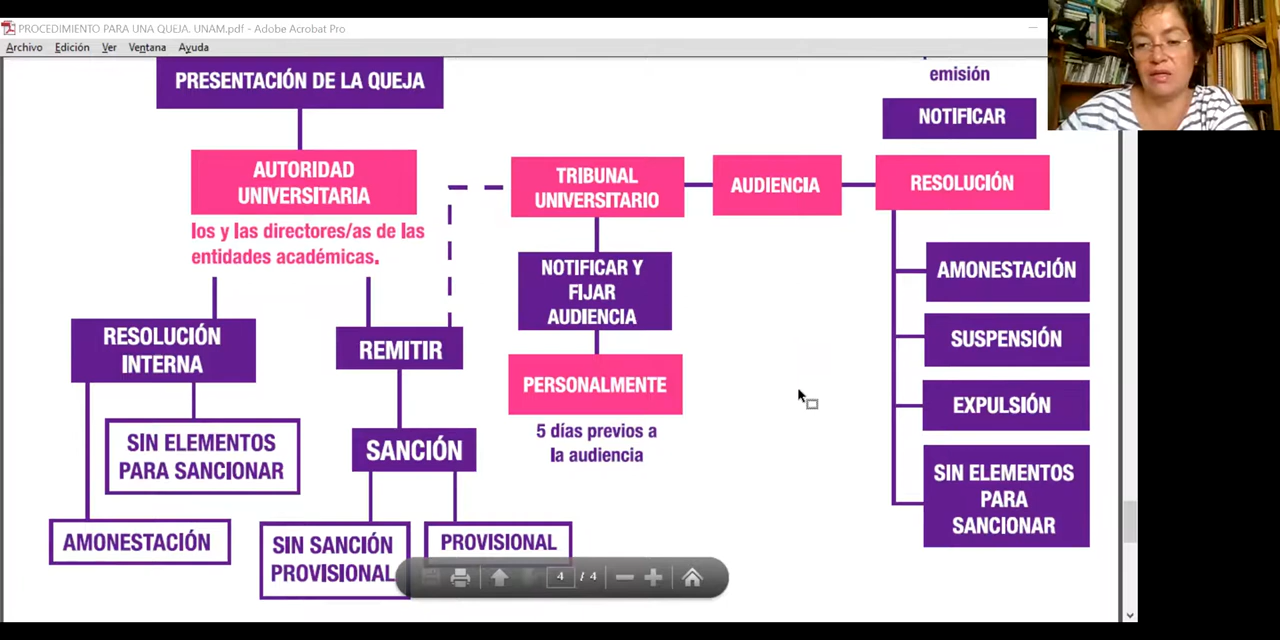 PROCEDIMIENTO PARA UNA QUEJA. UNAM.pdf - Adobe Acrobat Pro
Archivo Edición Ver Ventana Ayuda
PRESENTACIÓN DE LA QUEJA
AUTORIDAD
UNIVERSITARIA
los y las directores/as de las
entidades académicas.
RESOLUCIÓN
INTERNA
SIN ELEMENTOS
PARA SANCIONAR
AMONESTACIÓN
REMITIR
SANCIÓN
SIN SANCIÓN
PROVISIONAL
PROVISIONAL
TRIBUNAL
UNIVERSITARIO
NOTIFICAR Y
FIJAR
AUDIENCIA
PERSONALMENTE
5 días previos a
la audiencia
AUDIENCIA
emisión
NOTIFICAR
RESOLUCIÓN
AMONESTACIÓN
SUSPENSIÓN
EXPULSIÓN
SIN ELEMENTOS
PARA
SANCIONAR
4 / 4